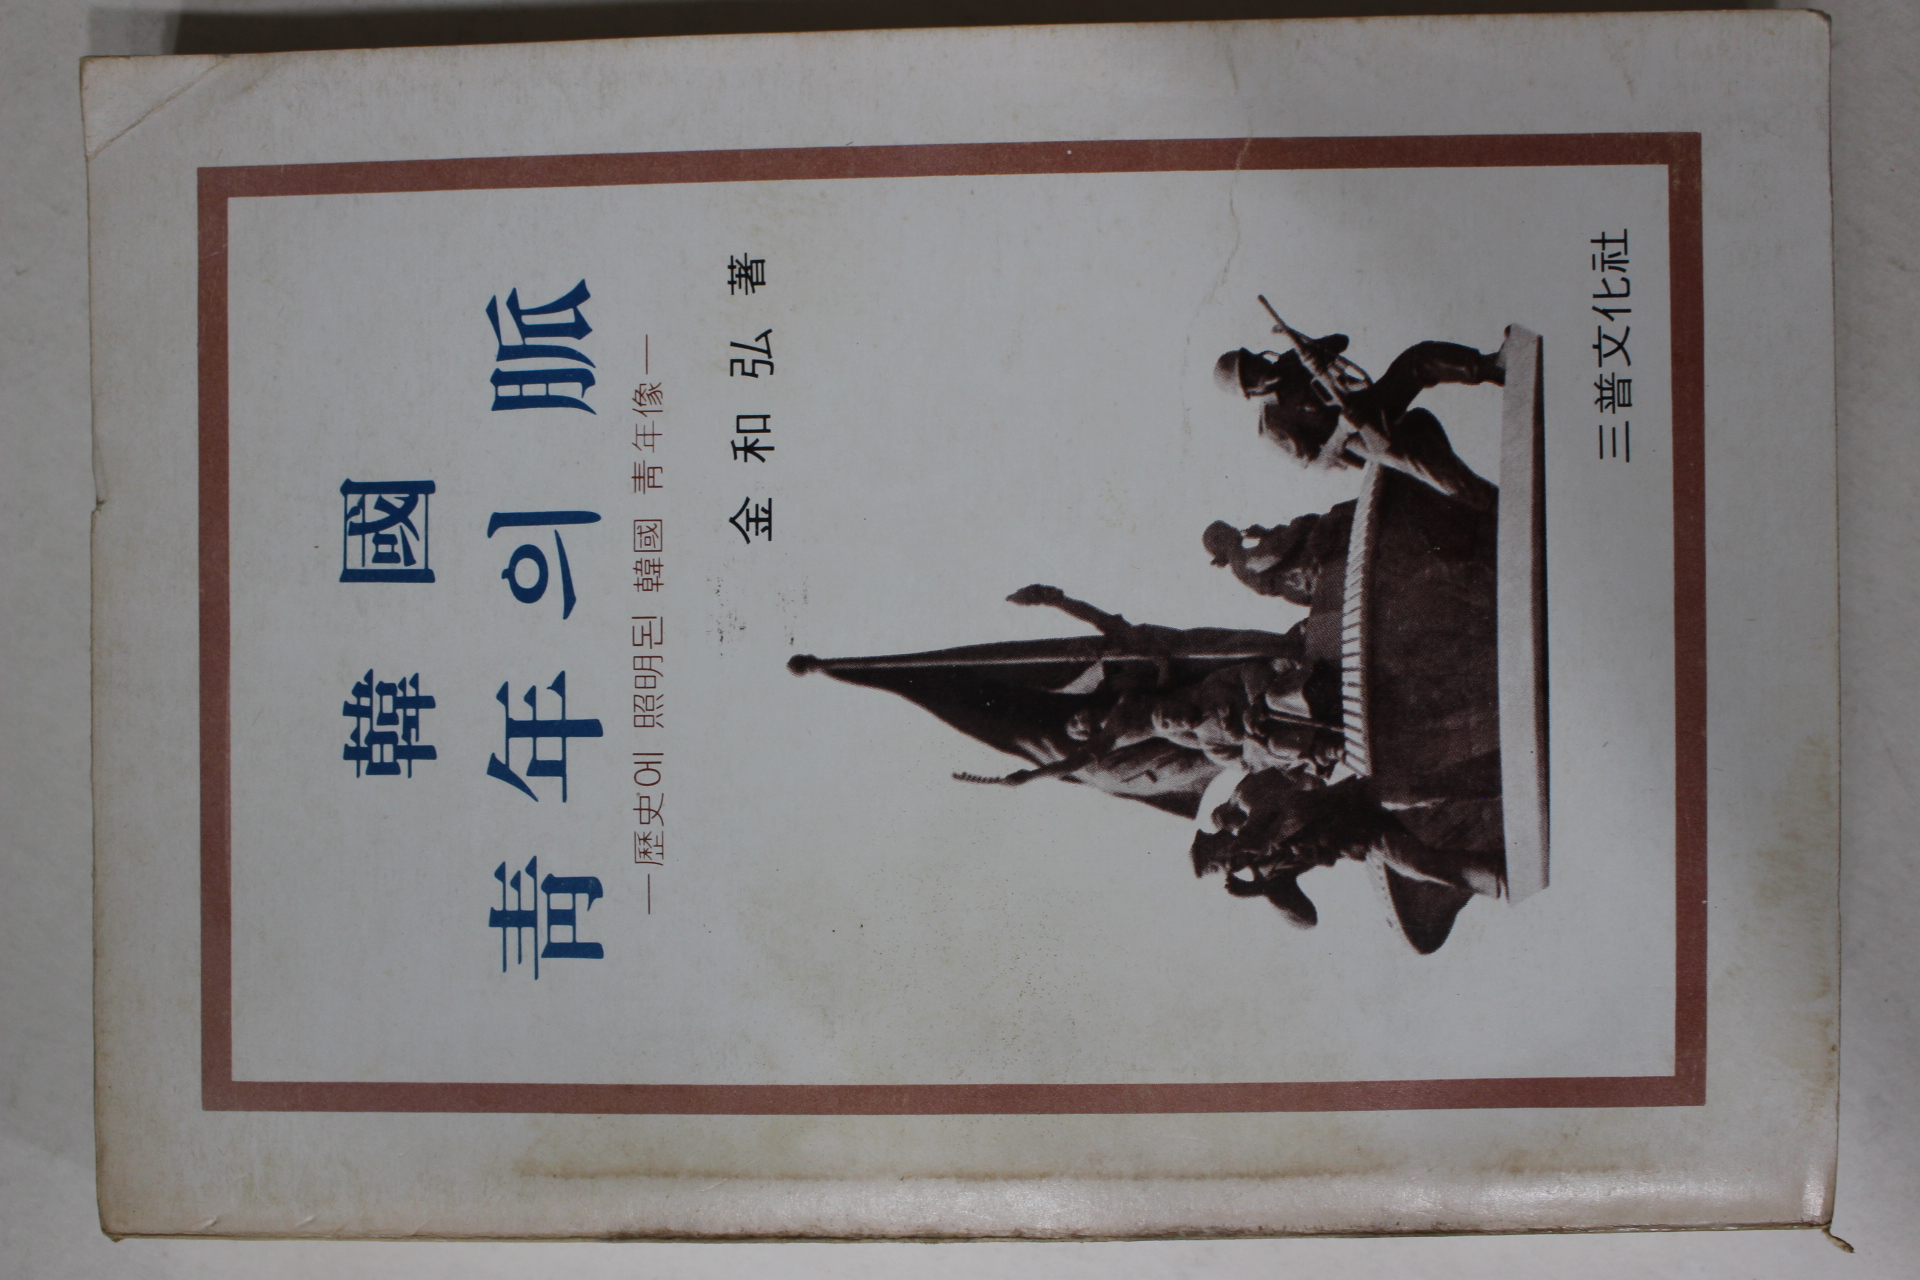 韓國
靑年의 脈
—歷史에 照明된 韓國 靑年像—
金和弘 著
三普文化社